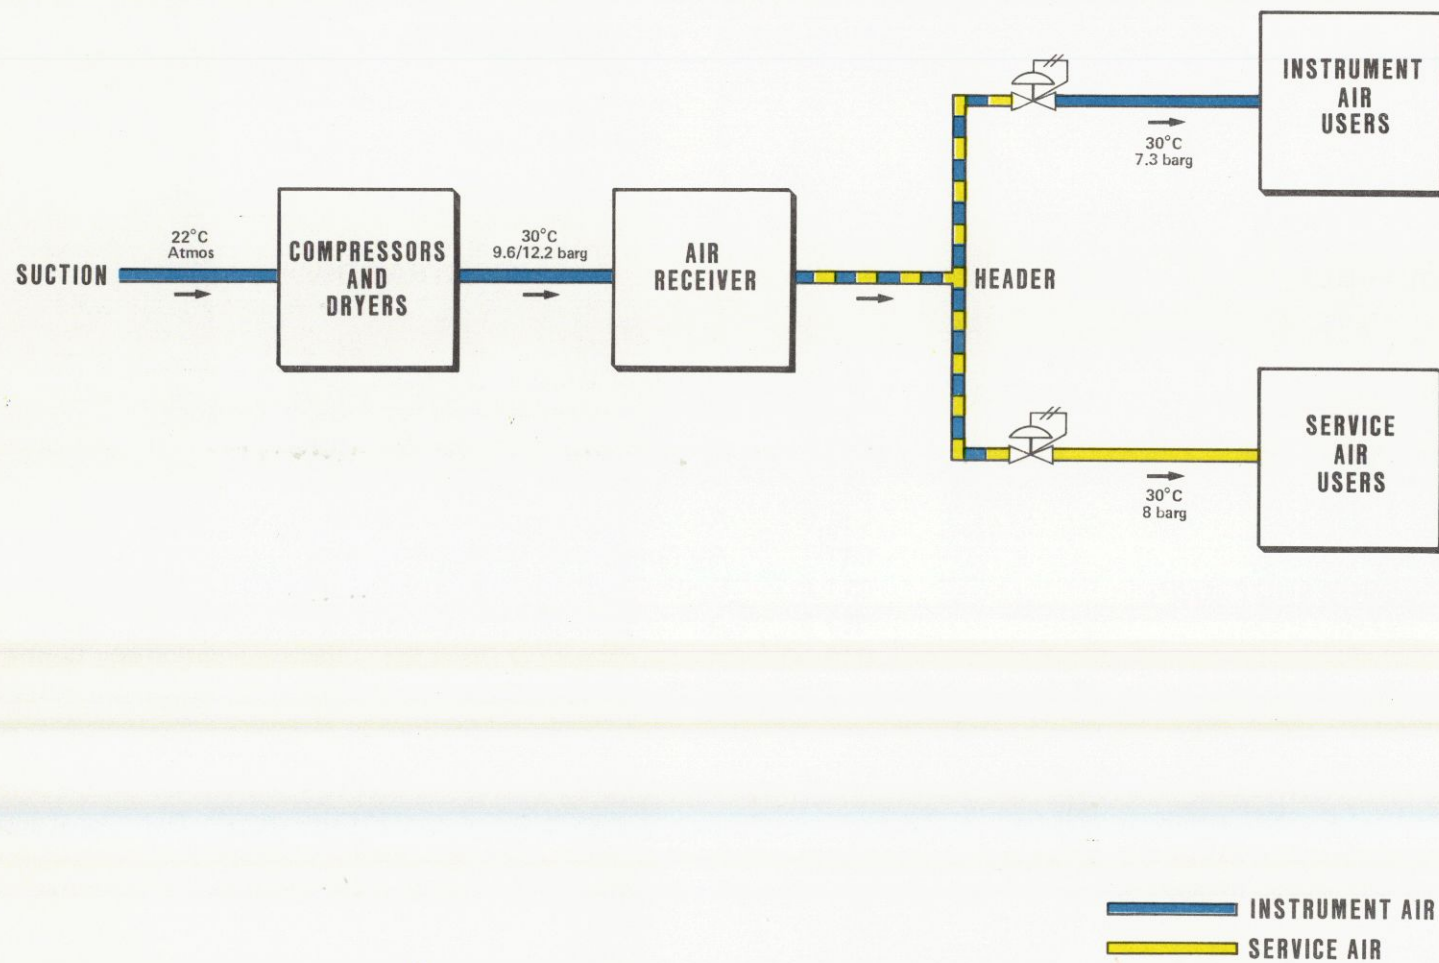 INSTRUMENT
AIR
USERS
30°C
7.3 barg
22°C
Atmos
SUCTION
COMPRESSORS
AND
DRYERS
30°C
9.6/12.2 barg
AIR
RECEIVER
HEADER
SERVICE
AIR
USERS
30°C
8 barg
INSTRUMENT AIR
SERVICE AIR